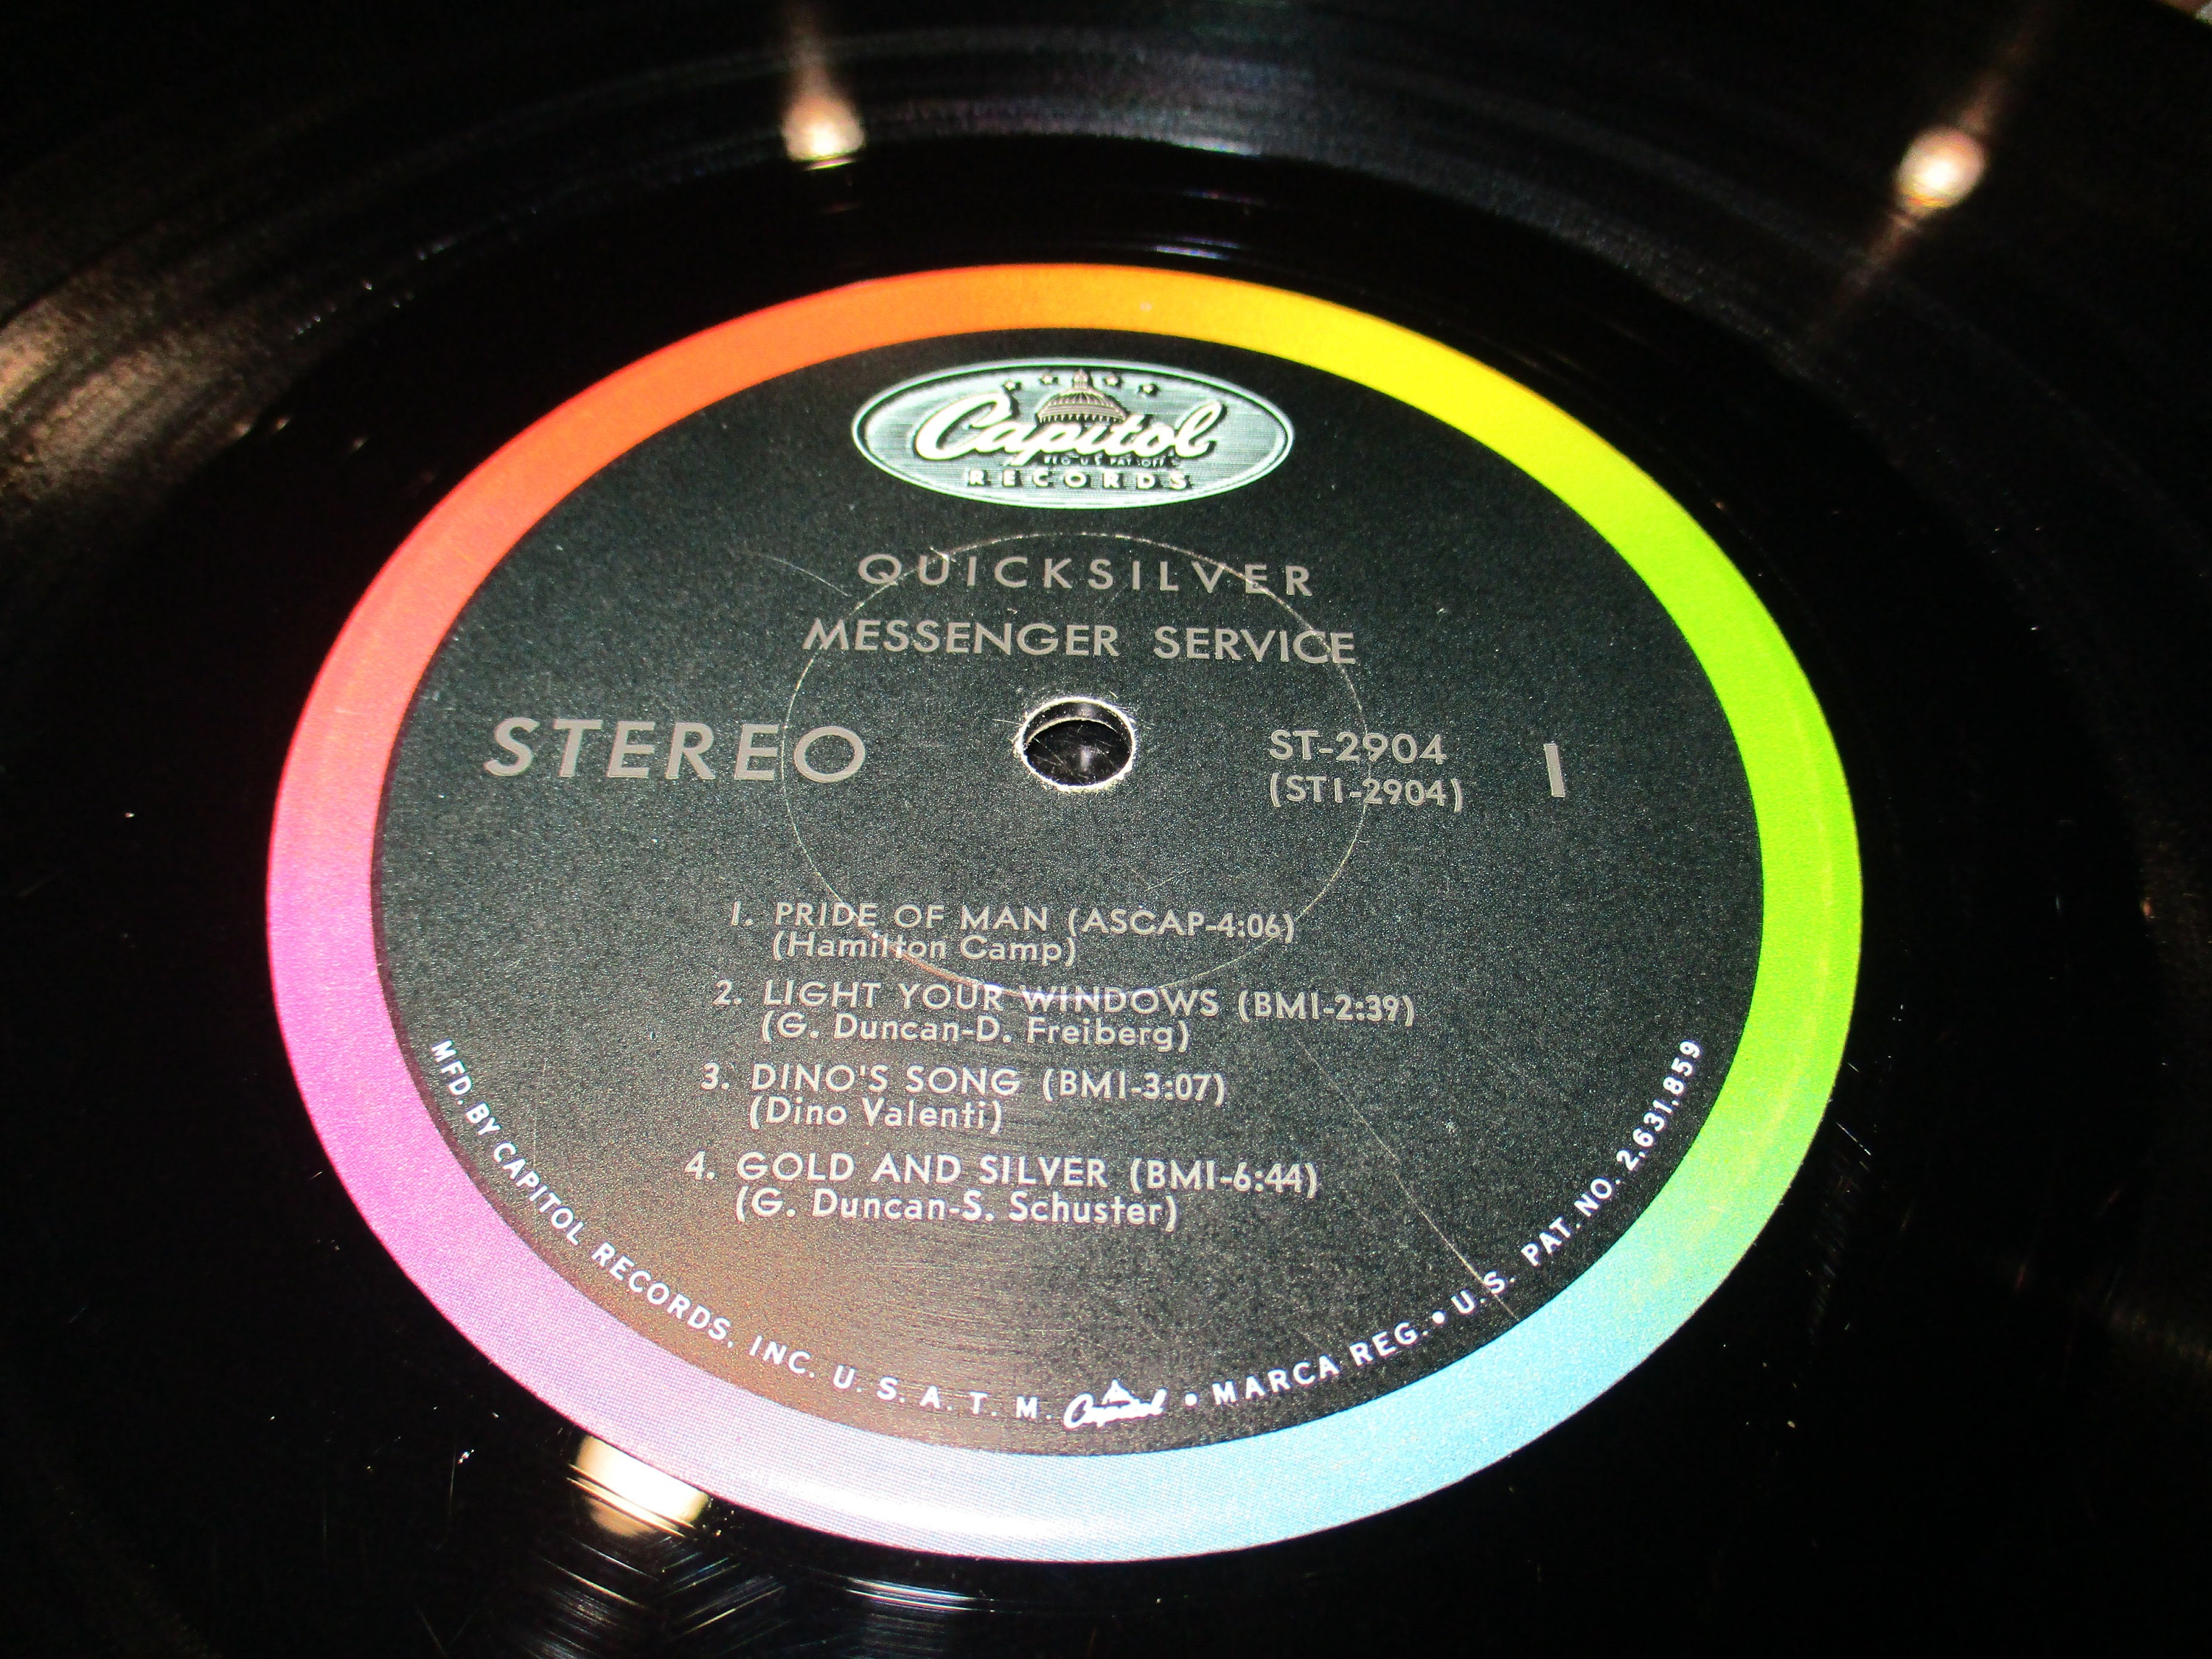 Capitol
REG. U.S. PAT. OFF.
RECORDS
QUICKSILVER
MESSENGER SERVICE
STEREO
ST-2904
(ST1-2904)
1
1. PRIDE OF MAN (ASCAP-4:06)
(Hamilton Camp)
2. LIGHT YOUR WINDOWS (BMI-2:39)
(G. Duncan-D. Freiberg)
3. DINO'S SONG (BMI-3:07)
(Dino Valenti)
4. GOLD AND SILVER (BMI-6:44)
(G. Duncan-S. Schuster)
MFD. BY CAPITOL RECORDS, INC. U. S. A. T. M. Capitol • MARCA REG. • U.S. PAT. NO. 2,631,859